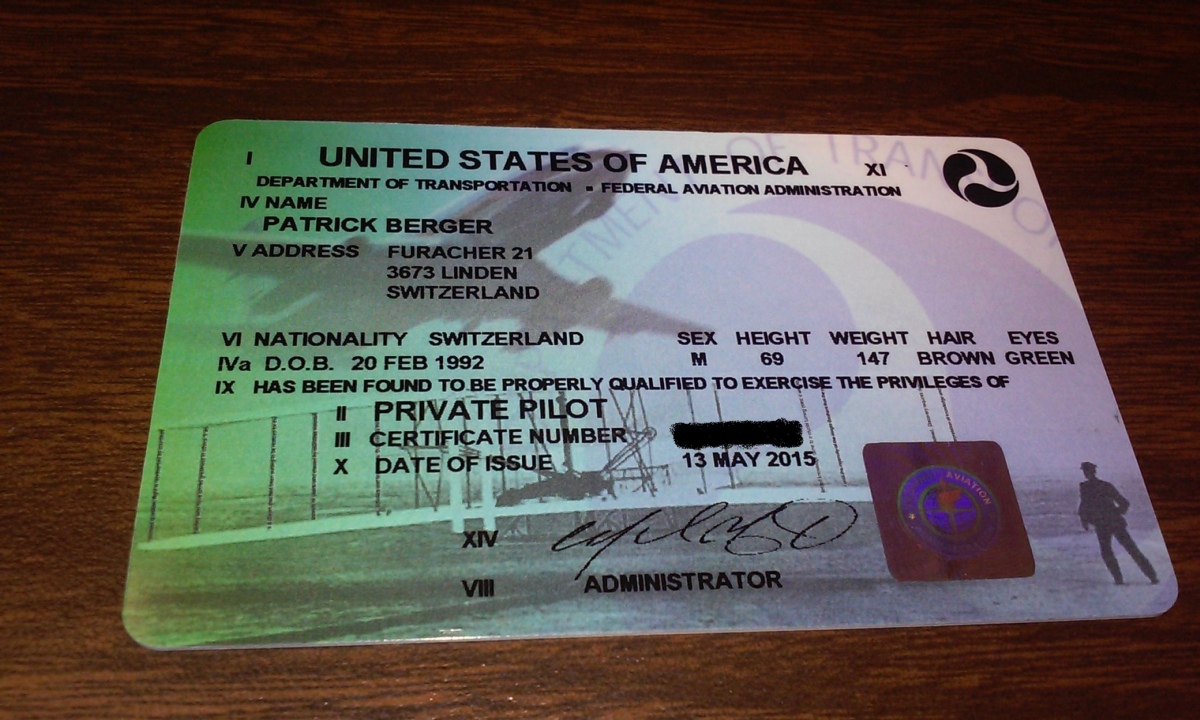 I UNITED STATES OF AMERICA XI
DEPARTMENT OF TRANSPORTATION - FEDERAL AVIATION ADMINISTRATION
IV NAME
PATRICK BERGER
V ADDRESS FURACHER 21
3673 LINDEN
SWITZERLAND
VI NATIONALITY SWITZERLAND SEX HEIGHT WEIGHT HAIR EYES
IVa D.O.B. 20 FEB 1992 M 69 147 BROWN GREEN
IX HAS BEEN FOUND TO BE PROPERLY QUALIFIED TO EXERCISE THE PRIVILEGES OF
II PRIVATE PILOT
III CERTIFICATE NUMBER
X DATE OF ISSUE 13 MAY 2015
AVIATION
XIV
VIII ADMINISTRATOR